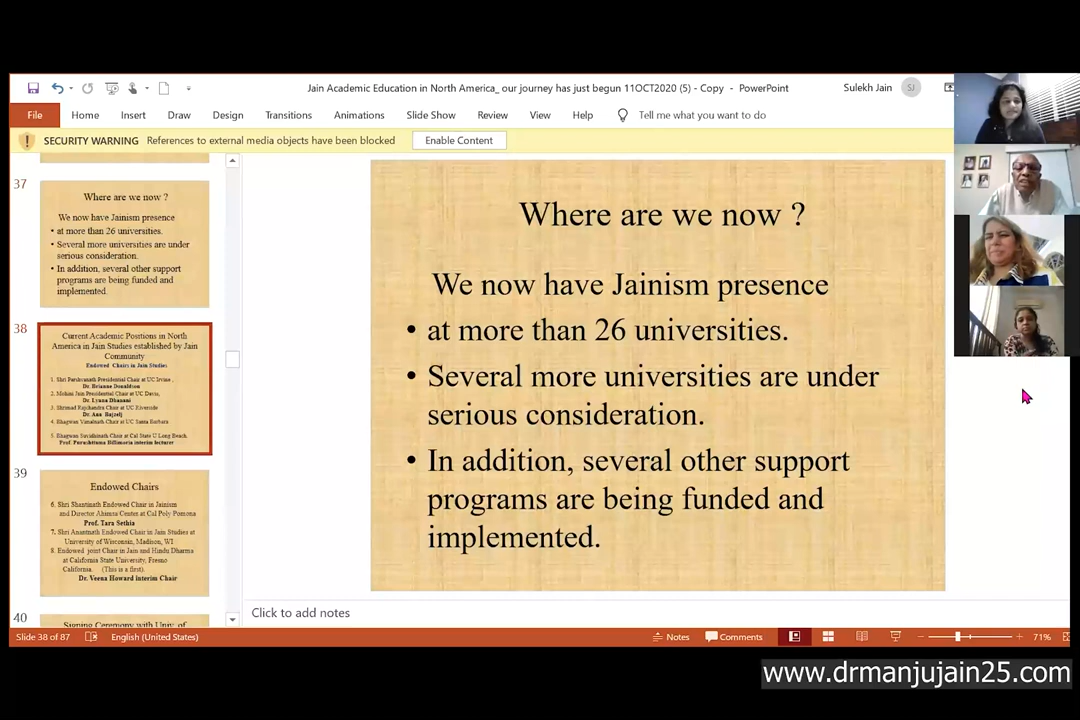 Jain Academic Education in North America_ our journey has just begun 11OCT2020 (5) - Copy - PowerPoint
Sulekh Jain
SJ
File
Home
Insert
Draw
Design
Transitions
Animations
Slide Show
Review
View
Help
Tell me what you want to do
SECURITY WARNING References to external media objects have been blocked
Enable Content
37
Where are we now ?
We now have Jainism presence
• at more than 26 universities.
• Several more universities are under
serious consideration.
• In addition, several other support
programs are being funded and
implemented.
38
Current Academic Positions in North
America in Jain Studies established by Jain
Community
Endowed Chairs in Jain Studies
1. Shri Parshvanath Presidential Chair at UC Irvine .
Dr. Brianne Donaldson
2. Mohini Jain Presidential Chair at UC Davis,
Dr. Lynna Dhanani
3. Shrimad Rajchandra Chair at UC Riverside
Dr. Ana Bajzelj
4. Bhagwan Vimalnath Chair at UC Santa Barbara
5. Bhagwan Suvidhinath Chair at Cal State U Long Beach.
Prof. Purushttuma Billimoria interim lecturer
39
Endowed Chairs
6. Shri Shantinath Endowed Chair in Jainism
and Director Ahimsa Center at Cal Poly Pomona
Prof. Tara Sethia
7. Shri Anantnath Endowed Chair in Jain Studies at
University of Wisconsin, Madison, WI
8. Endowed joint Chair in Jain and Hindu Dharma
at California State University, Fresno
California. (This is a first).
Dr. Veena Howard interim Chair
40
Signing Ceremony with Univ. of
Where are we now ?
We now have Jainism presence
• at more than 26 universities.
• Several more universities are under
serious consideration.
• In addition, several other support
programs are being funded and
implemented.
Click to add notes
Slide 38 of 87
English (United States)
Notes
Comments
71%
www.drmanjujain25.com